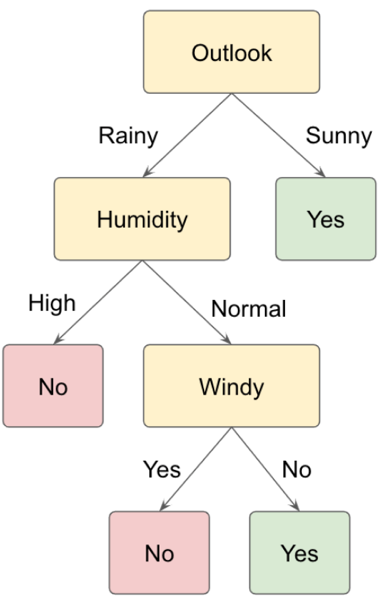 Outlook
Rainy
Sunny
Humidity
Yes
High
Normal
No
Windy
Yes
No
No
Yes